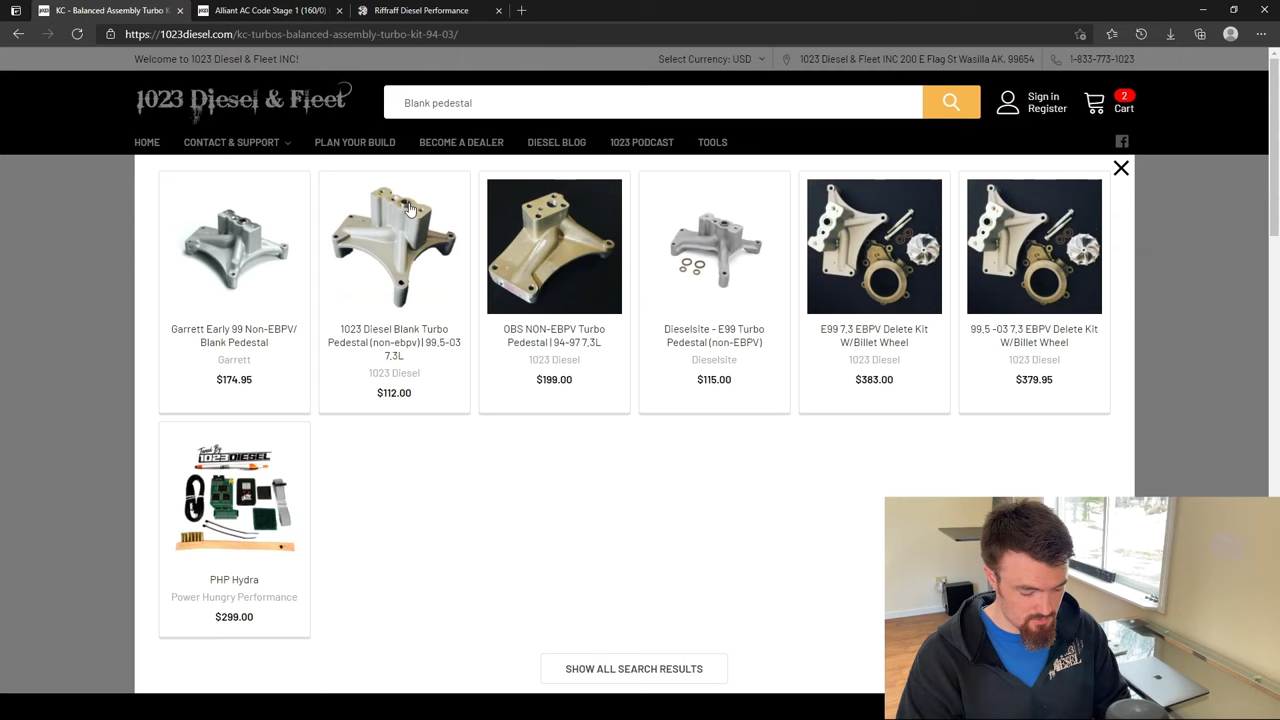 KC - Balanced Assembly Turbo K
Alliant AC Code Stage 1 (160/0)
Riffraff Diesel Performance
https://1023diesel.com/kc-turbos-balanced-assembly-turbo-kit-94-03/
Welcome to 1023 Diesel & Fleet INC!
Select Currency: USD
1023 Diesel & Fleet INC 200 E Flag St Wasilla AK, 99654
1-833-773-1023
1023 Diesel & Fleet
Blank pedestal
Sign in
Register
2
Cart
HOME
CONTACT & SUPPORT
PLAN YOUR BUILD
BECOME A DEALER
DIESEL BLOG
1023 PODCAST
TOOLS
Garrett Early 99 Non-EBPV/
Blank Pedestal
Garrett
$174.95
1023 Diesel Blank Turbo
Pedestal (non-ebpv) | 99.5-03
7.3L
1023 Diesel
$112.00
OBS NON-EBPV Turbo
Pedestal | 94-97 7.3L
1023 Diesel
$199.00
Dieselsite - E99 Turbo
Pedestal (non-EBPV)
Dieselsite
$115.00
E99 7.3 EBPV Delete Kit
W/Billet Wheel
1023 Diesel
$383.00
99.5 -03 7.3 EBPV Delete Kit
W/Billet Wheel
1023 Diesel
$379.95
1023 DIESEL
PHP Hydra
Power Hungry Performance
$299.00
SHOW ALL SEARCH RESULTS
DIESEL